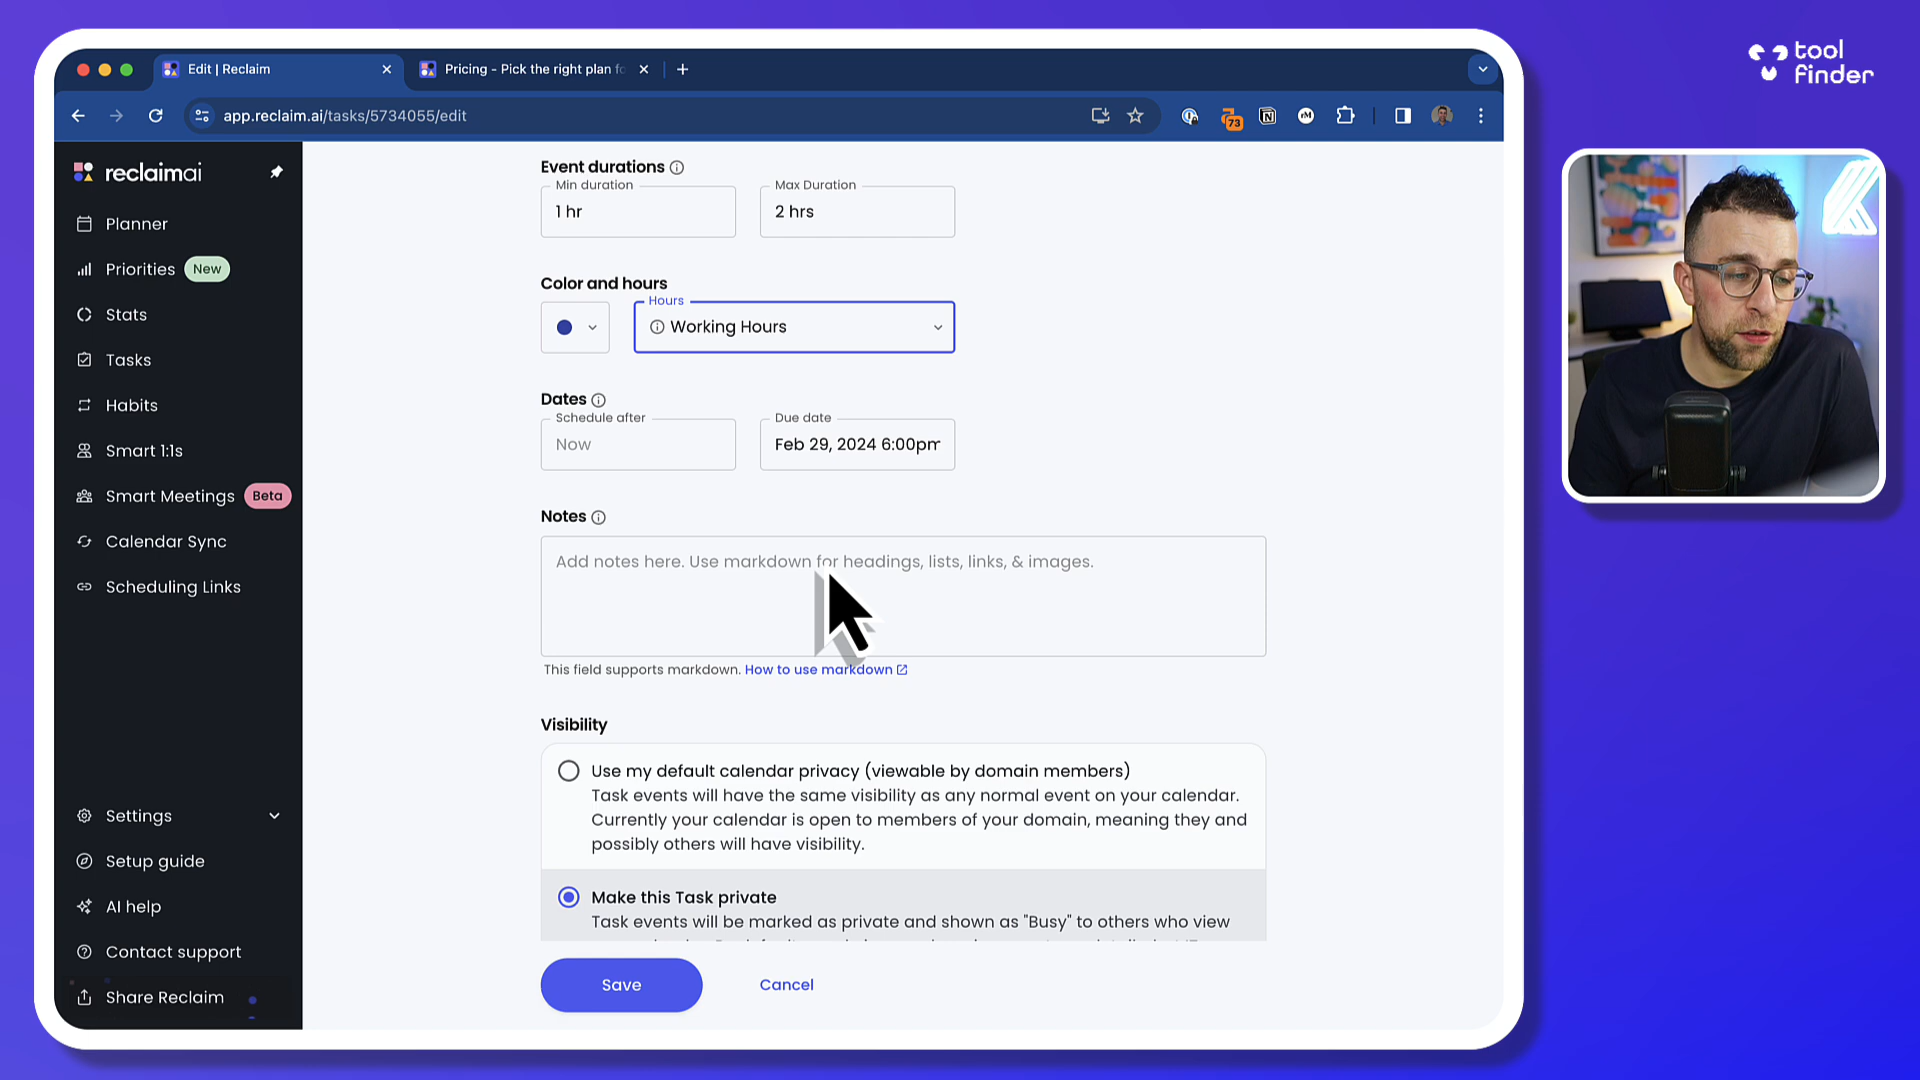 Edit | Reclaim
Pricing - Pick the right plan fo
app.reclaim.ai/tasks/5734055/edit
73
tool
finder
reclaimai
Planner
Priorities New
Stats
Tasks
Habits
Smart 1:1s
Smart Meetings Beta
Calendar Sync
Scheduling Links
Settings
Setup guide
AI help
Contact support
Share Reclaim
Event durations
Min duration
1 hr
Max Duration
2 hrs
Color and hours
Hours
Working Hours
Dates
Schedule after
Now
Due date
Feb 29, 2024 6:00pm
Notes
Add notes here. Use markdown for headings, lists, links, & images.
This field supports markdown. How to use markdown
Visibility
Use my default calendar privacy (viewable by domain members)
Task events will have the same visibility as any normal event on your calendar.
Currently your calendar is open to members of your domain, meaning they and
possibly others will have visibility.
Make this Task private
Task events will be marked as private and shown as "Busy" to others who view
Save
Cancel